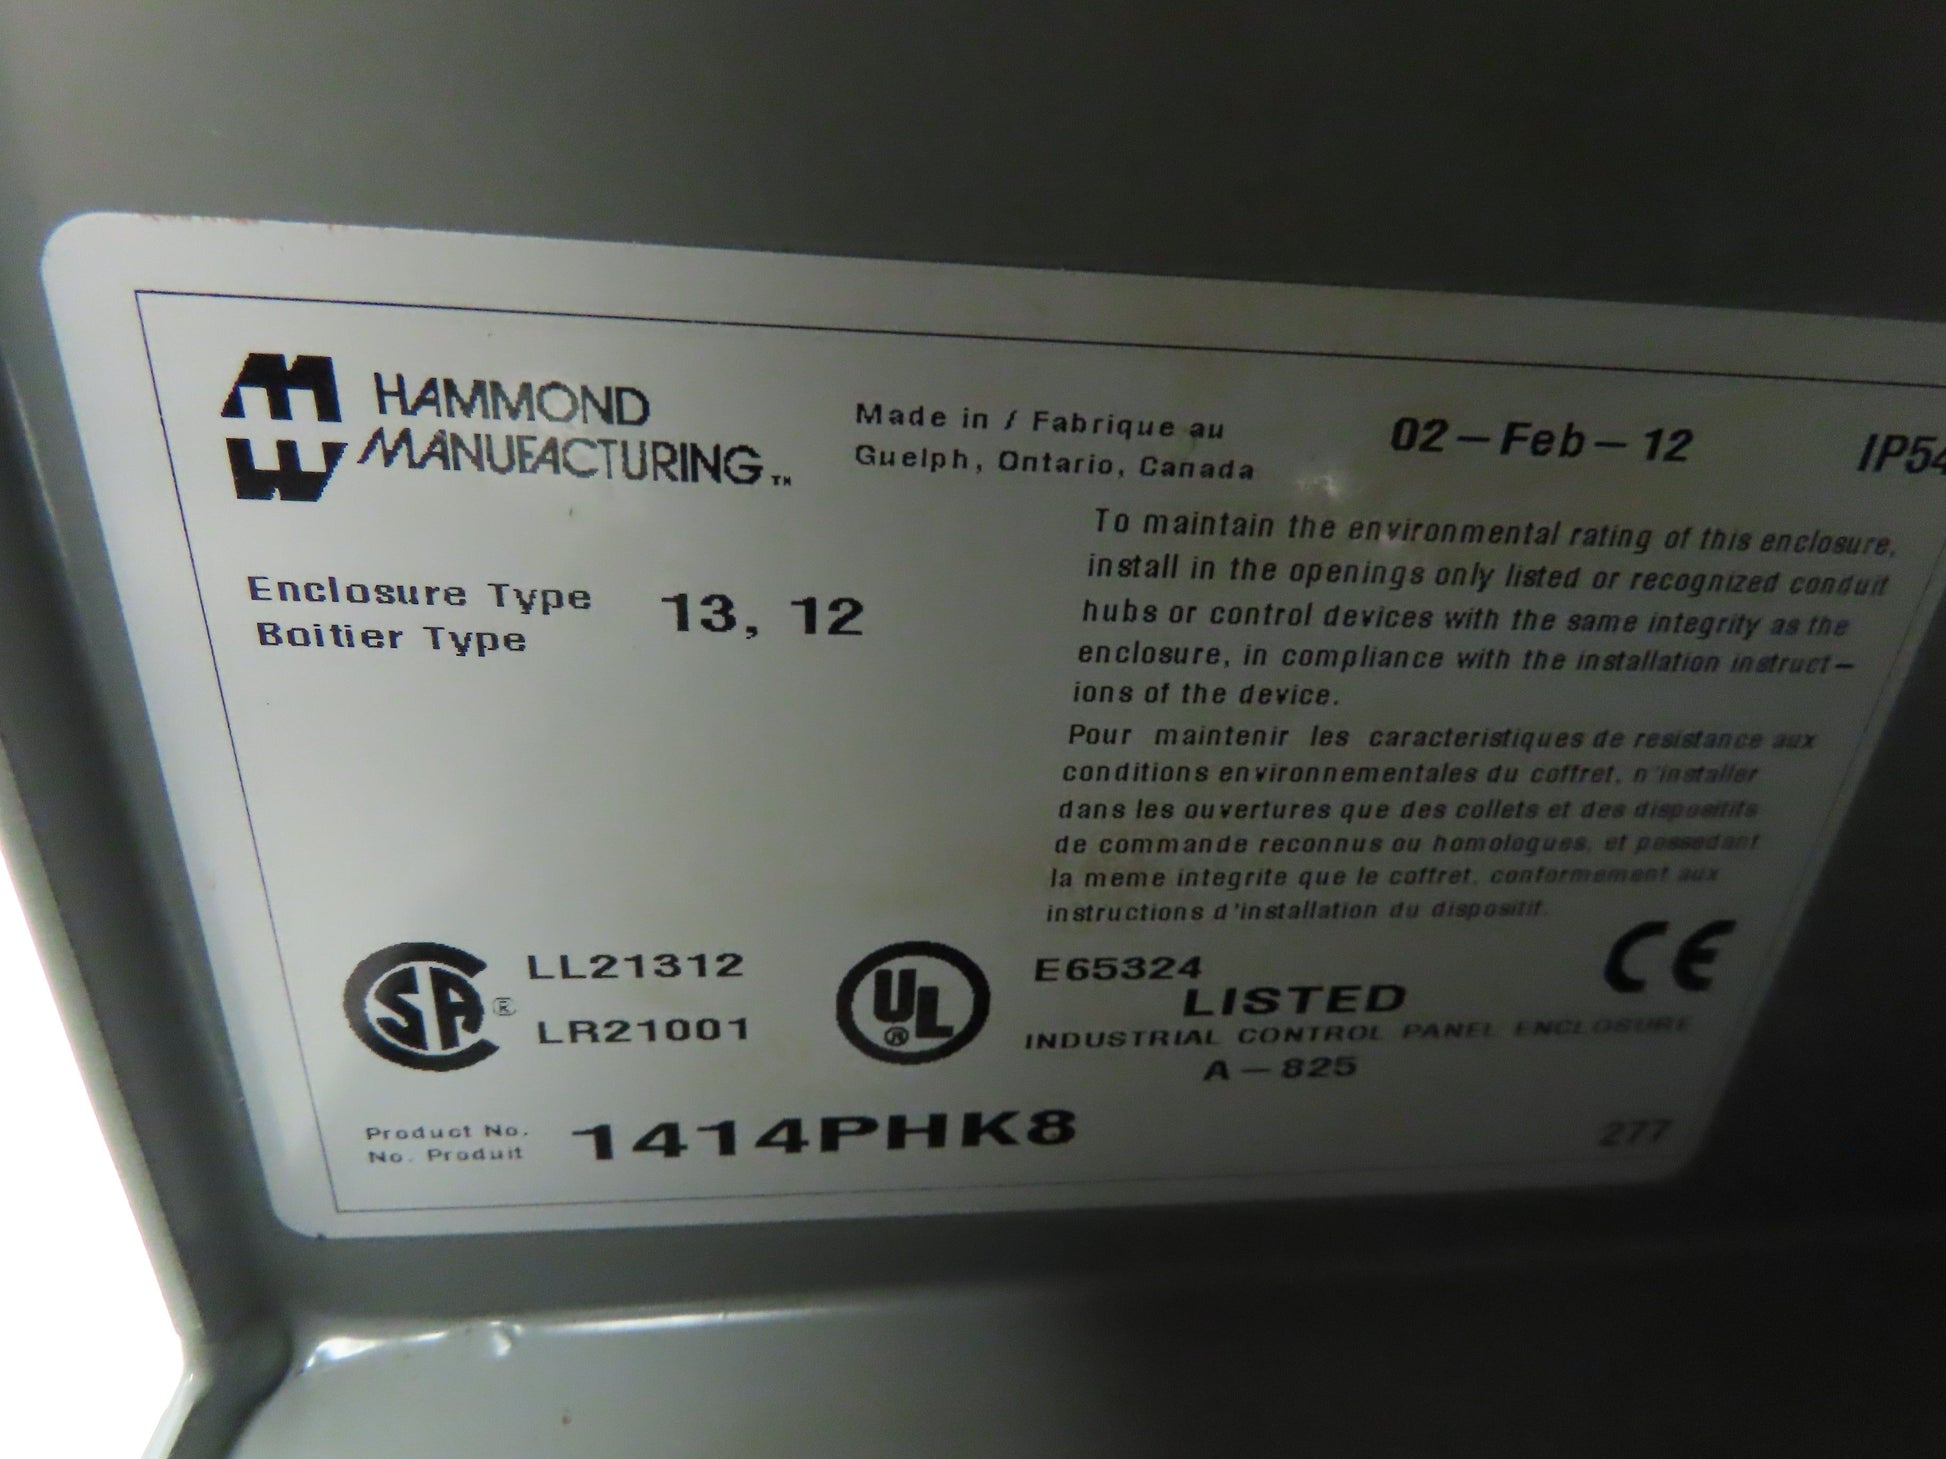 HAMMOND
MANUFACTURING™
Made in / Fabrique au
Guelph, Ontario, Canada
02-Feb-12
IP54
Enclosure Type
Boitier Type
13, 12
To maintain the environmental rating of this enclosure,
install in the openings only listed or recognized conduit
hubs or control devices with the same integrity as the
enclosure, in compliance with the installation instruct-
ions of the device.
Pour maintenir les caracteristiques de resistance aux
conditions environnementales du coffret, n'installer
dans les ouvertures que des collets et des dispositifs
de commande reconnus ou homologues, et possedant
la meme integrite que le coffret, conformement aux
instructions d'installation du dispositif.
SA®
LL21312
LR21001
UL®
E65324
LISTED
INDUSTRIAL CONTROL PANEL ENCLOSURE
A-825
CE
Product No.
No. Produit
1414PHK8
277